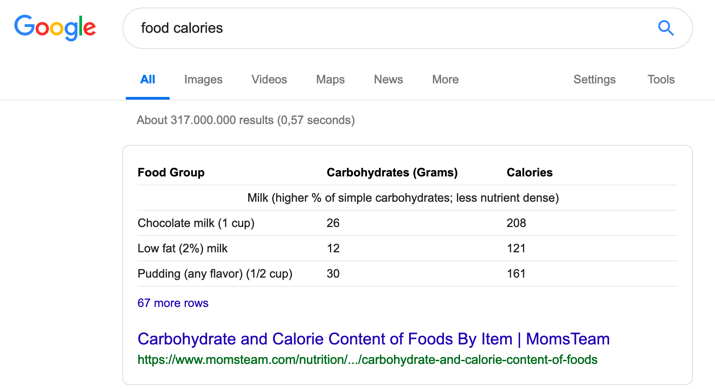 Google
food calories
All Images Videos Maps News More Settings Tools
About 317.000.000 results (0,57 seconds)
Food Group Carbohydrates (Grams) Calories
Milk (higher % of simple carbohydrates; less nutrient dense)
Chocolate milk (1 cup) 26 208
Low fat (2%) milk 12 121
Pudding (any flavor) (1/2 cup) 30 161
67 more rows
Carbohydrate and Calorie Content of Foods By Item | MomsTeam
https://www.momsteam.com/nutrition/.../carbohydrate-and-calorie-content-of-foods